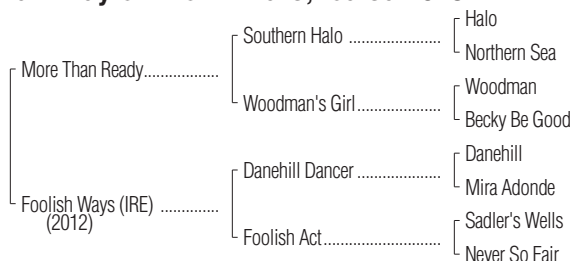 Halo
Southern Halo ....................
Northern Sea
More Than Ready.................
Woodman
Woodman's Girl.....................
Becky Be Good
Danehill
Danehill Dancer ....................
Mira Adonde
Foolish Ways (IRE) .............
(2012)
Sadler's Wells
Foolish Act............................
Never So Fair